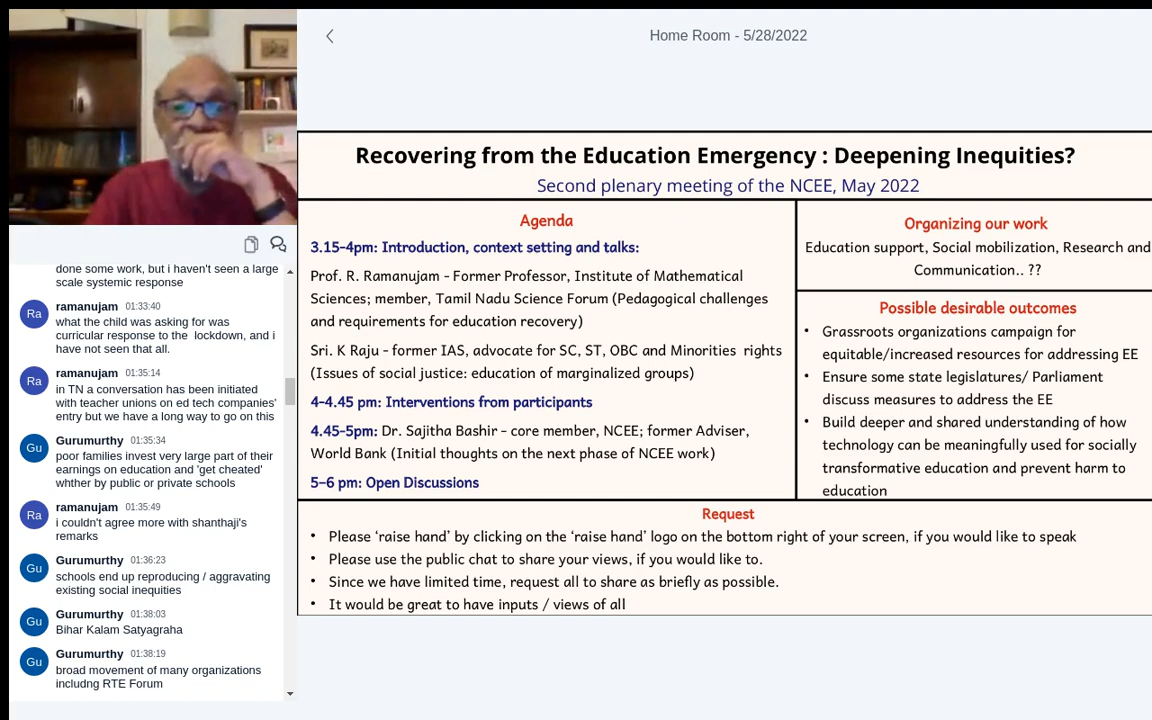 Home Room - 5/28/2022
done some work, but i haven't seen a large
scale systemic response
Ra
ramanujam 01:33:40
what the child was asking for was
curricular response to the lockdown, and i
have not seen that all.
Ra
ramanujam 01:35:14
in TN a conversation has been initiated
with teacher unions on ed tech companies'
entry but we have a long way to go on this
Gu
Gurumurthy 01:35:34
poor families invest very large part of their
earnings on education and 'get cheated'
whther by public or private schools
Ra
ramanujam 01:35:49
i couldn't agree more with shanthaji's
remarks
Gu
Gurumurthy 01:36:23
schools end up reproducing / aggravating
existing social inequities
Gu
Gurumurthy 01:38:03
Bihar Kalam Satyagraha
Gu
Gurumurthy 01:38:19
broad movement of many organizations
includng RTE Forum
Recovering from the Education Emergency : Deepening Inequities?
Second plenary meeting of the NCEE, May 2022
Agenda
3.15-4pm: Introduction, context setting and talks:
Prof. R. Ramanujam - Former Professor, Institute of Mathematical
Sciences; member, Tamil Nadu Science Forum (Pedagogical challenges
and requirements for education recovery)
Sri. K Raju - former IAS, advocate for SC, ST, OBC and Minorities rights
(Issues of social justice: education of marginalized groups)
4-4.45 pm: Interventions from participants
4.45-5pm: Dr. Sajitha Bashir - core member, NCEE; former Adviser,
World Bank (Initial thoughts on the next phase of NCEE work)
5-6 pm: Open Discussions
Organizing our work
Education support, Social mobilization, Research and
Communication.. ??
Possible desirable outcomes
• Grassroots organizations campaign for
equitable/increased resources for addressing EE
• Ensure some state legislatures/ Parliament
discuss measures to address the EE
• Build deeper and shared understanding of how
technology can be meaningfully used for socially
transformative education and prevent harm to
education
Request
• Please ‘raise hand’ by clicking on the ‘raise hand’ logo on the bottom right of your screen, if you would like to speak
• Please use the public chat to share your views, if you would like to.
• Since we have limited time, request all to share as briefly as possible.
• It would be great to have inputs / views of all